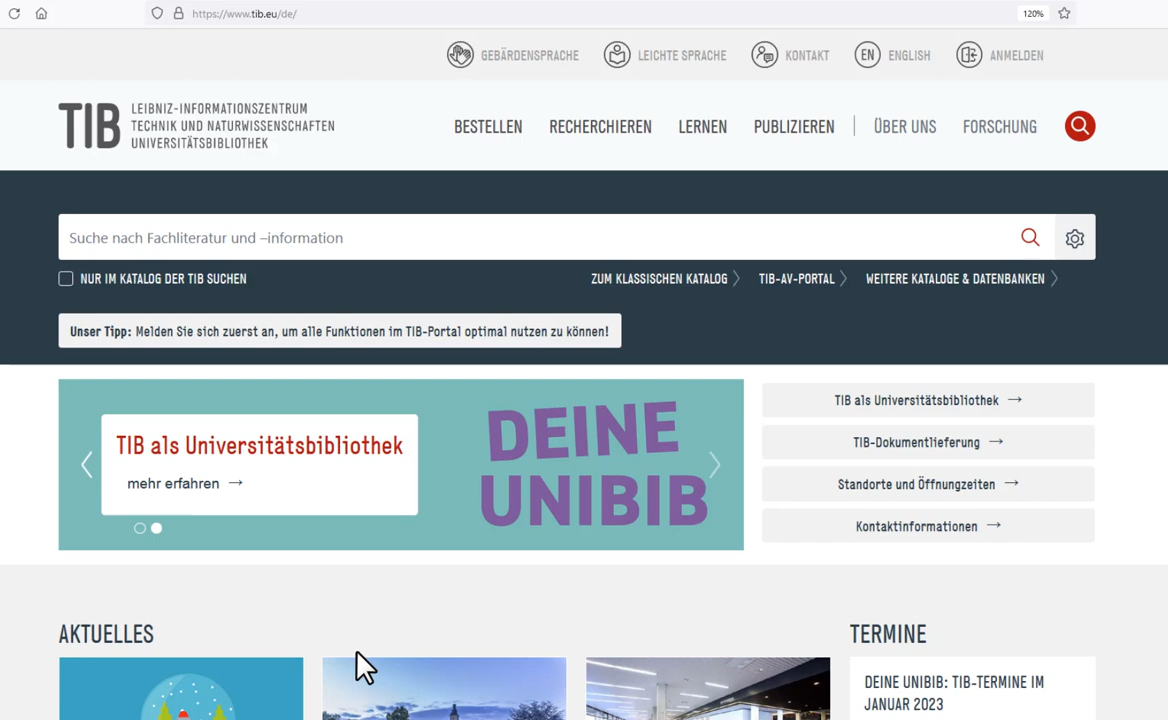 https://www.tib.eu/de/
120%
GEBÄRDENSPRACHE
LEICHTE SPRACHE
KONTAKT
EN ENGLISH
ANMELDEN
TIB
LEIBNIZ-INFORMATIONSZENTRUM
TECHNIK UND NATURWISSENSCHAFTEN
UNIVERSITÄTSBIBLIOTHEK
BESTELLEN
RECHERCHIEREN
LERNEN
PUBLIZIEREN
ÜBER UNS
FORSCHUNG
Suche nach Fachliteratur und –information
NUR IM KATALOG DER TIB SUCHEN
ZUM KLASSISCHEN KATALOG
TIB-AV-PORTAL
WEITERE KATALOGE & DATENBANKEN
Unser Tipp: Melden Sie sich zuerst an, um alle Funktionen im TIB-Portal optimal nutzen zu können!
TIB als Universitätsbibliothek
mehr erfahren →
DEINE
UNIBIB
TIB als Universitätsbibliothek →
TIB-Dokumentlieferung →
Standorte und Öffnungzeiten →
Kontaktinformationen →
AKTUELLES
TERMINE
DEINE UNIBIB: TIB-TERMINE IM
JANUAR 2023